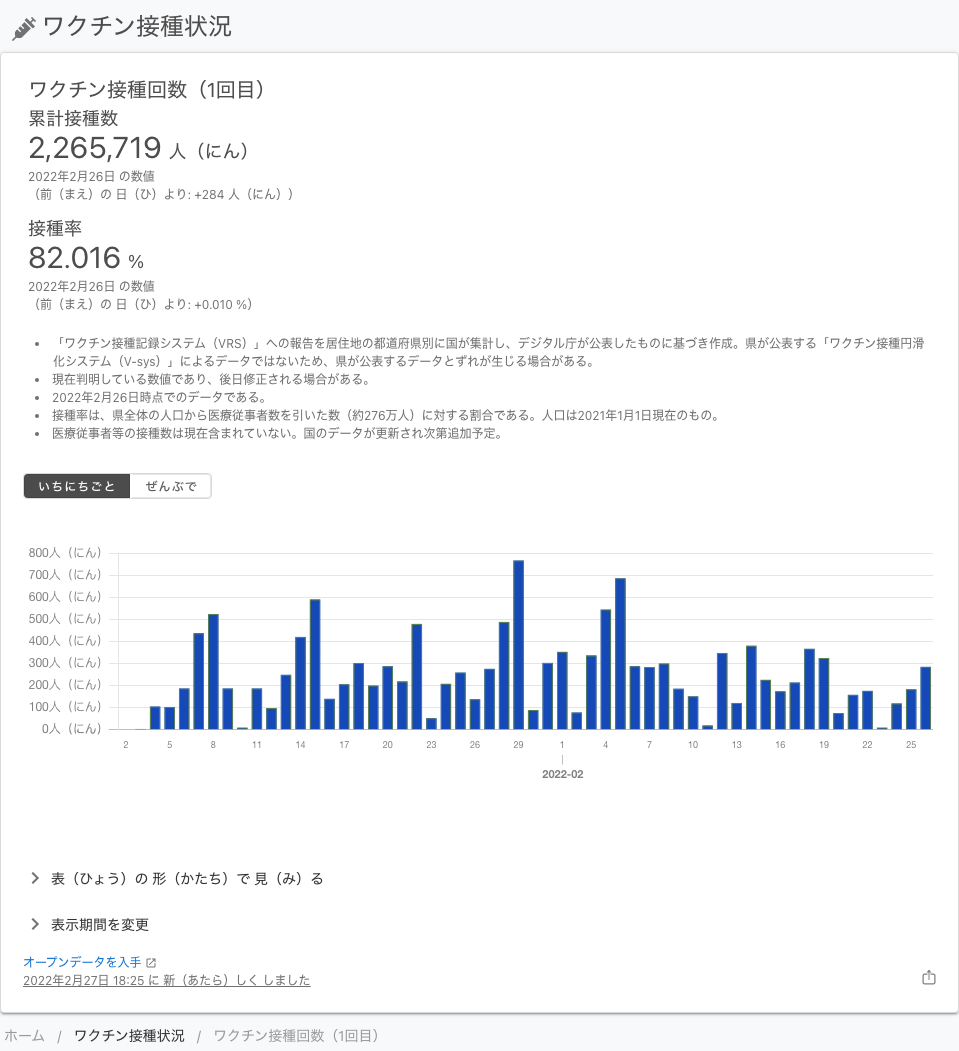 ワクチン接種状況
ワクチン接種回数（1回目）
累計接種数
2,265,719 人（にん）
2022年2月26日 の数値
（前（まえ）の 日（ひ）より: +284 人（にん））
接種率
82.016 %
2022年2月26日 の数値
（前（まえ）の 日（ひ）より: +0.010 %）
• 「ワクチン接種記録システム（VRS）」への報告を居住地の都道府県別に国が集計し、デジタル庁が公表したものに基づき作成。県が公表する「ワクチン接種円滑
化システム（V-sys）」によるデータではないため、県が公表するデータとずれが生じる場合がある。
• 現在判明している数値であり、後日修正される場合がある。
• 2022年2月26日時点でのデータである。
• 接種率は、県全体の人口から医療従事者数を引いた数（約276万人）に対する割合である。人口は2021年1月1日現在のもの。
• 医療従事者等の接種数は現在含まれていない。国のデータが更新され次第追加予定。
いちにちごと ぜんぶで
800人（にん）
700人（にん）
600人（にん）
500人（にん）
400人（にん）
300人（にん）
200人（にん）
100人（にん）
0人（にん）
2 5 8 11 14 17 20 23 26 29 1 4 7 10 13 16 19 22 25
2022-02
表（ひょう）の 形（かたち）で 見（み）る
表示期間を変更
オープンデータを入手
2022年2月27日 18:25 に 新（あたら）しく しました
ホーム / ワクチン接種状況 / ワクチン接種回数（1回目）